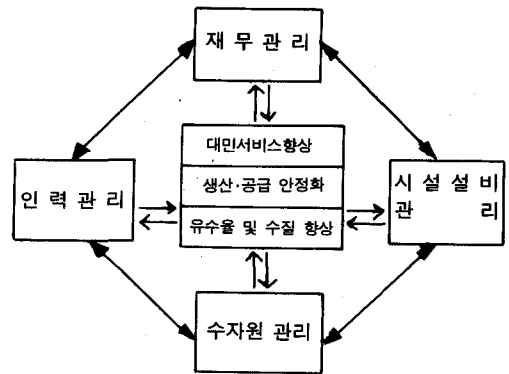 재 무 관 리
대민서비스향상
생산·공급 안정화
유수율 및 수질 향상
인 력 관 리
시 설 설 비
관 리
수자원 관리